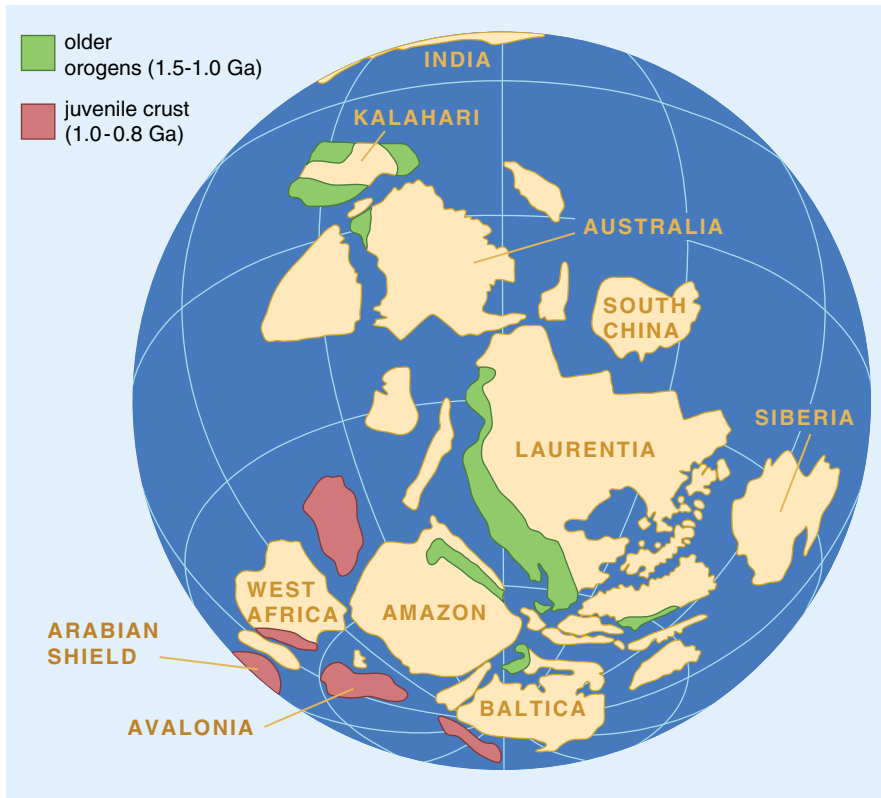 older
orogens (1.5-1.0 Ga)
juvenile crust
(1.0-0.8 Ga)
INDIA
KALAHARI
AUSTRALIA
SOUTH
CHINA
SIBERIA
LAURENTIA
WEST
AFRICA
AMAZON
ARABIAN
SHIELD
AVALONIA
BALTICA